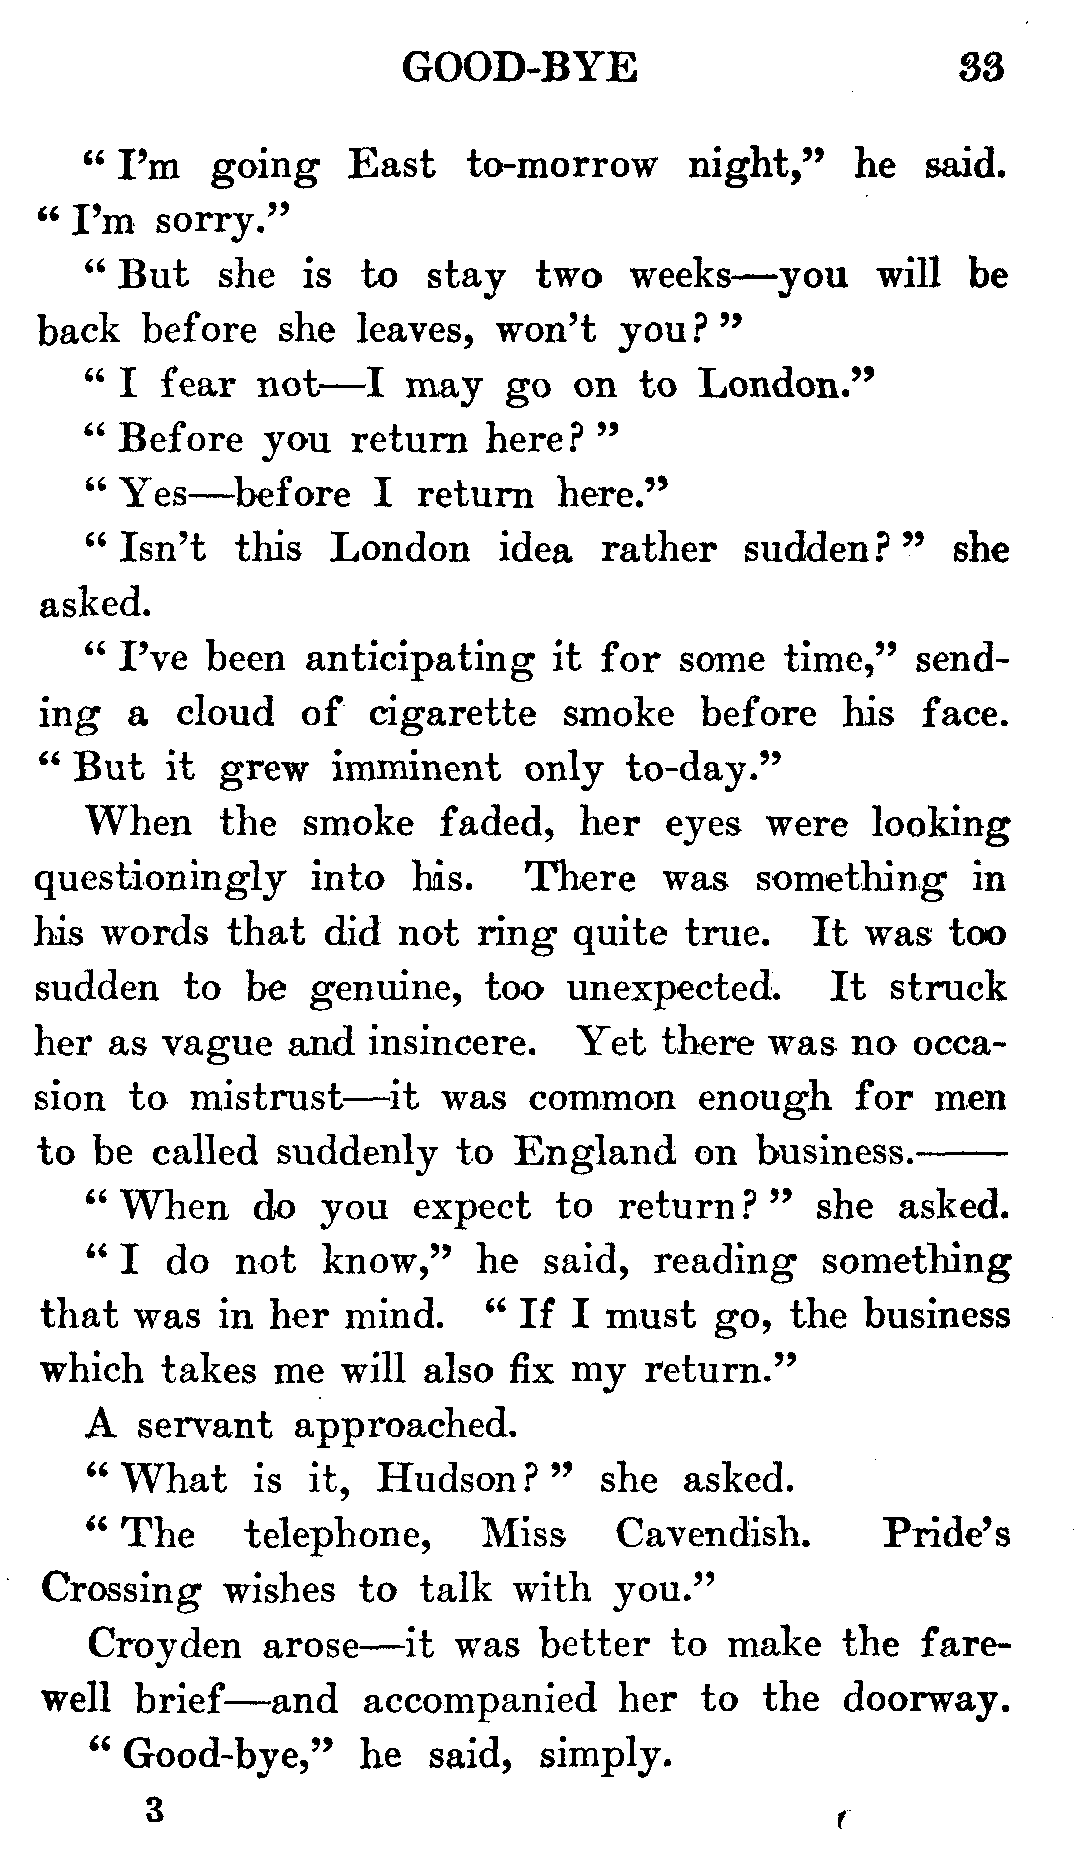 GOOD-BYE 33
“ I’m going East to-morrow night,” he said.
“ I’m sorry.”
“ But she is to stay two weeks—you will be
back before she leaves, won’t you? ”
“ I fear not—I may go on to London.”
“ Before you return here? ”
“ Yes—before I return here.”
“ Isn’t this London idea rather sudden? ” she
asked.
“ I’ve been anticipating it for some time,” send-
ing a cloud of cigarette smoke before his face.
“ But it grew imminent only to-day.”
When the smoke faded, her eyes were looking
questioningly into his. There was something in
his words that did not ring quite true. It was too
sudden to be genuine, too unexpected. It struck
her as vague and insincere. Yet there was no occa-
sion to mistrust—it was common enough for men
to be called suddenly to England on business.——
“ When do you expect to return? ” she asked.
“ I do not know,” he said, reading something
that was in her mind. “ If I must go, the business
which takes me will also fix my return.”
A servant approached.
“ What is it, Hudson? ” she asked.
“ The telephone, Miss Cavendish. Pride’s
Crossing wishes to talk with you.”
Croyden arose—it was better to make the fare-
well brief—and accompanied her to the doorway.
“ Good-bye,” he said, simply.
3